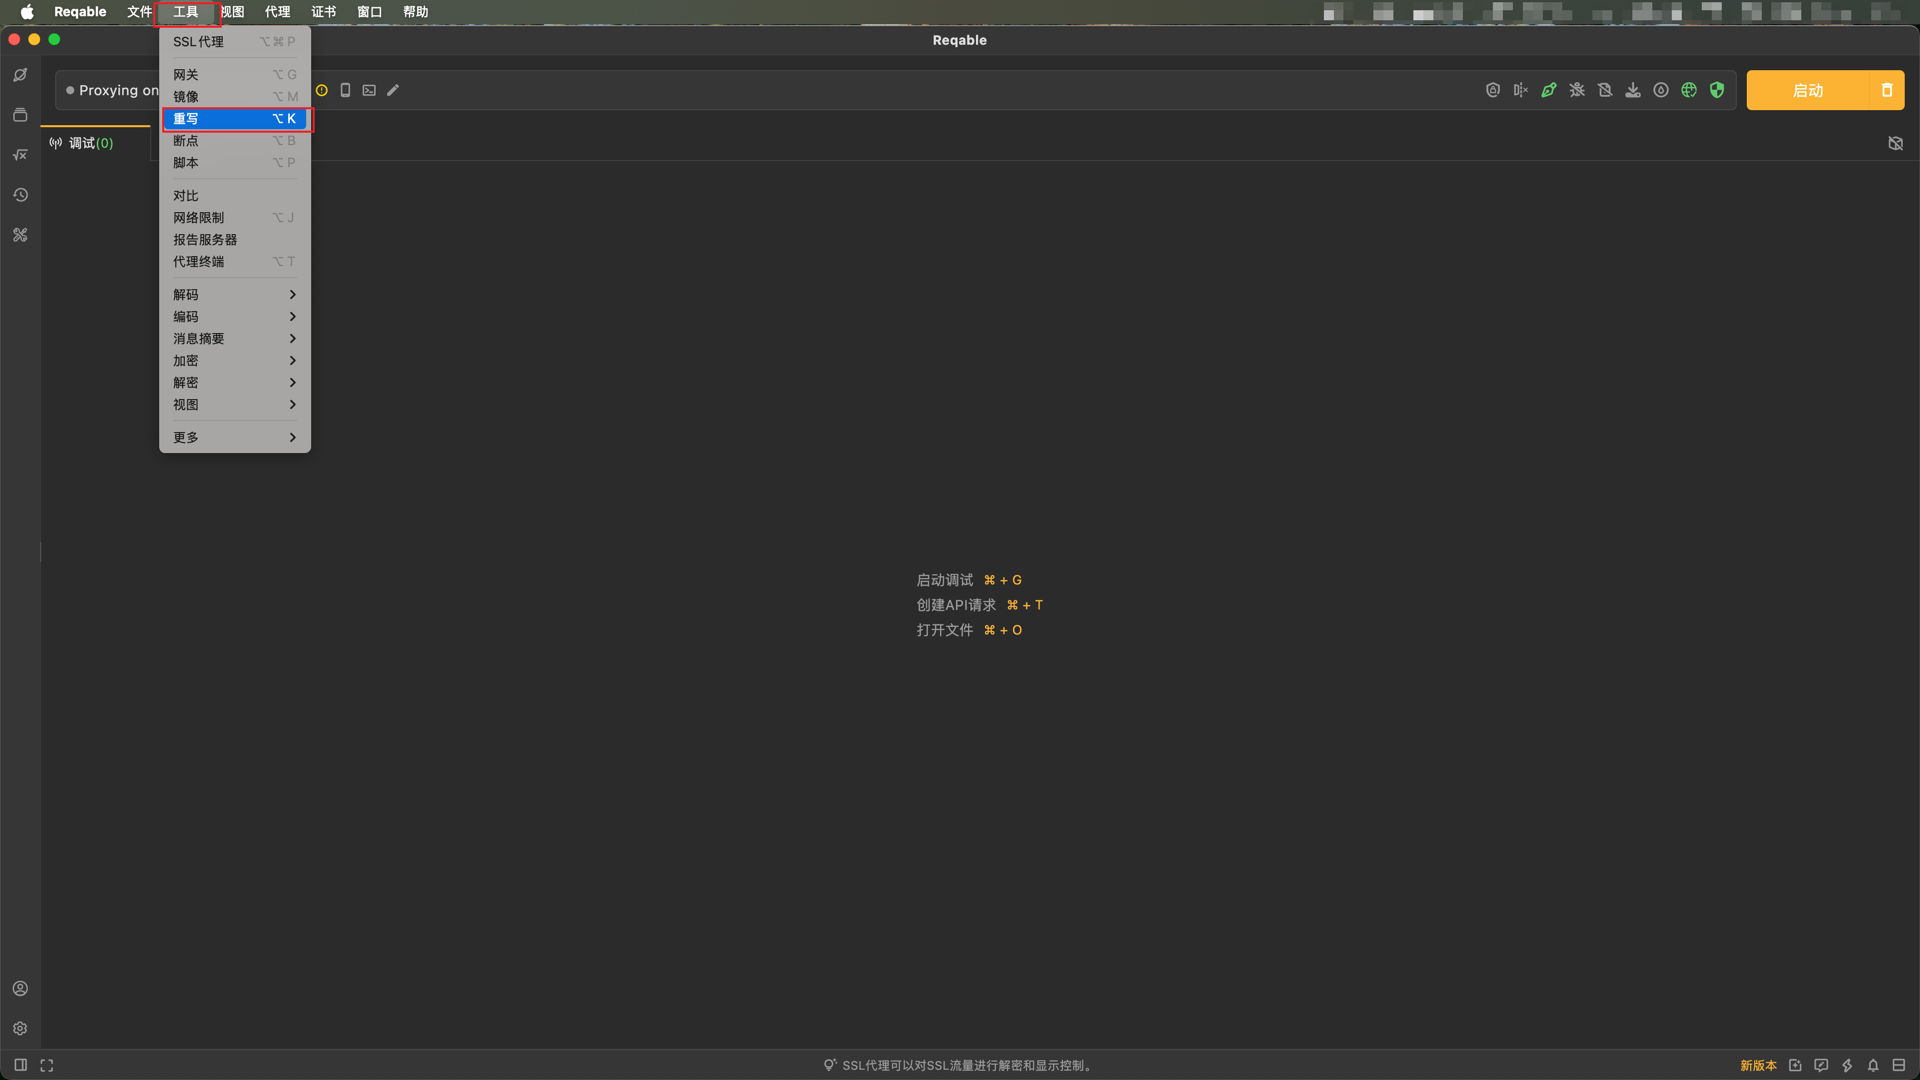 Reqable 文件 工具 视图 代理 证书 窗口 帮助
Reqable
SSL代理 ⌥⌘P
网关 ⌥G
Proxying on
启动
镜像 ⌥M
重写 ⌥K
断点 ⌥B
调试(0)
脚本 ⌥P
对比
网络限制 ⌥J
报告服务器
代理终端 ⌥T
解码
编码
消息摘要
加密
解密
视图
更多
启动调试 ⌘ + G
创建API请求 ⌘ + T
打开文件 ⌘ + O
SSL代理可以对SSL流量进行解密和显示控制。
新版本